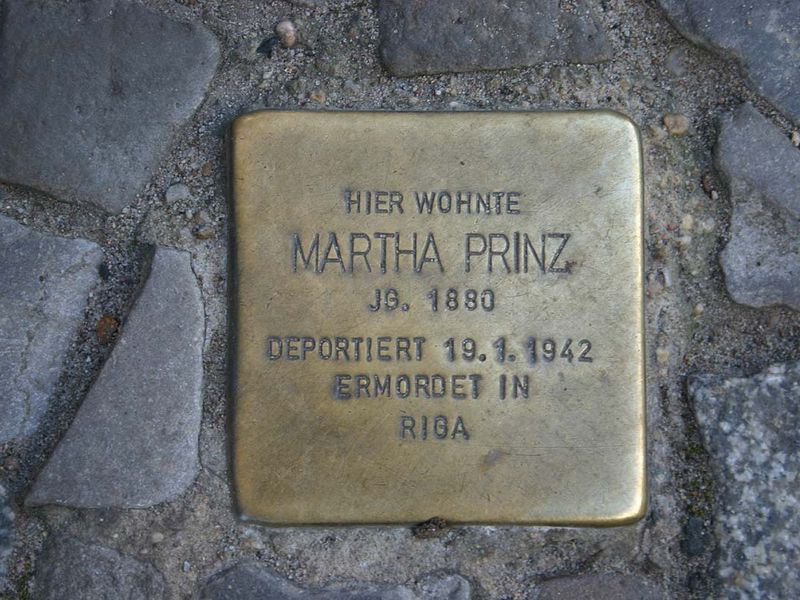 HIER WOHNTE
MARTHA PRINZ
JG. 1880
DEPORTIERT 19.1.1942
ERMORDET IN
RIGA